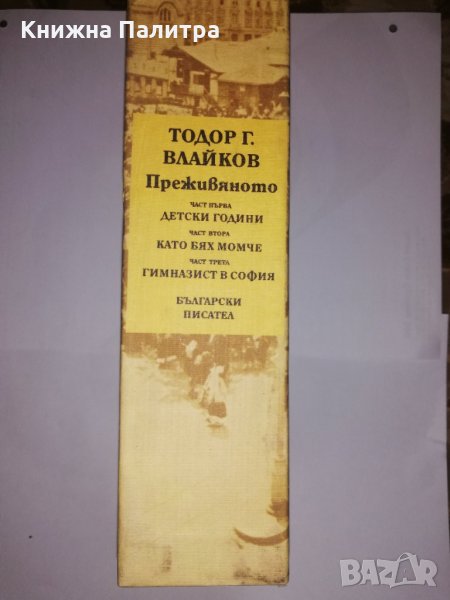 Книжна Палитра
ТОДОР Г.
ВЛАЙКОВ
Преживяното
ЧАСТ ПЪРВА
ДЕТСКИ ГОДИНИ
ЧАСТ ВТОРА
КАТО БЯХ МОМЧЕ
ЧАСТ ТРЕТА
ГИМНАЗИСТ В СОФИЯ
БЪЛГАРСКИ
ПИСАТЕЛ
BAZAR